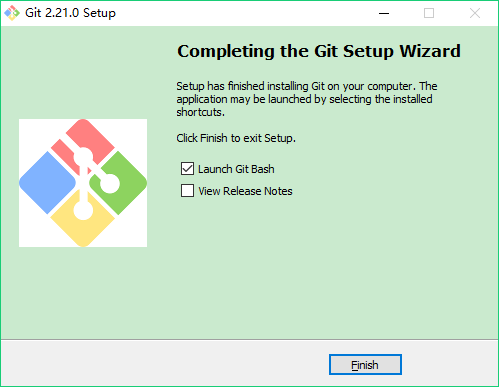 Git 2.21.0 Setup
Completing the Git Setup Wizard
Setup has finished installing Git on your computer. The
application may be launched by selecting the installed
shortcuts.
Click Finish to exit Setup.
Launch Git Bash
View Release Notes
Finish